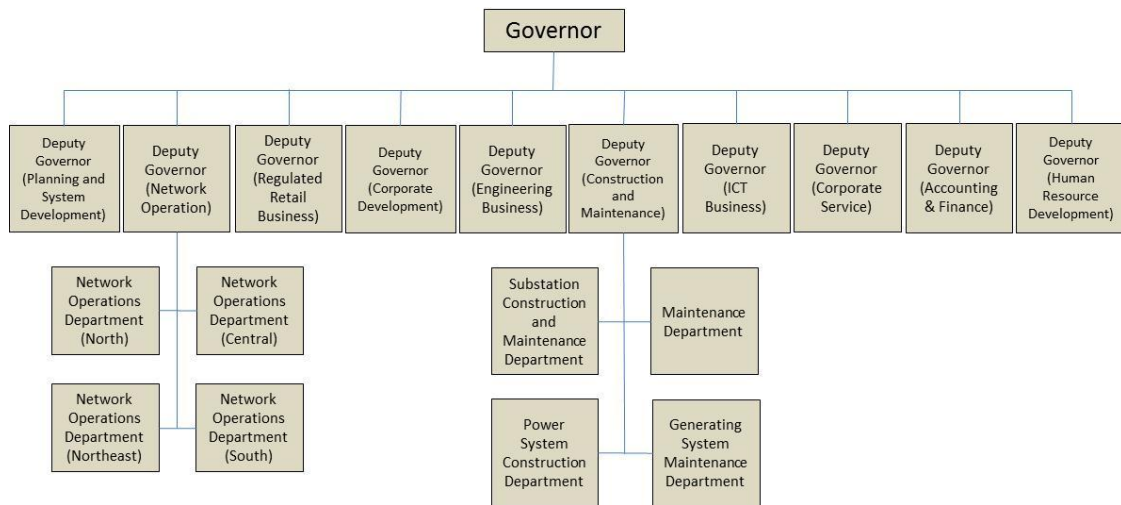 Governor
Deputy
Governor
(Planning and
System
Development)
Deputy
Governor
(Network
Operation)
Deputy
Governor
(Regulated
Retail
Business)
Deputy
Governor
(Corporate
Development)
Deputy
Governor
(Engineering
Business)
Deputy
Governor
(Construction
and
Maintenance)
Deputy
Governor
(ICT
Business)
Deputy
Governor
(Corporate
Service)
Deputy
Governor
(Accounting
& Finance)
Deputy
Governor
(Human
Resource
Development)
Network
Operations
Department
(North)
Network
Operations
Department
(Central)
Substation
Construction
and
Maintenance
Department
Maintenance
Department
Network
Operations
Department
(Northeast)
Network
Operations
Department
(South)
Power
System
Construction
Department
Generating
System
Maintenance
Department